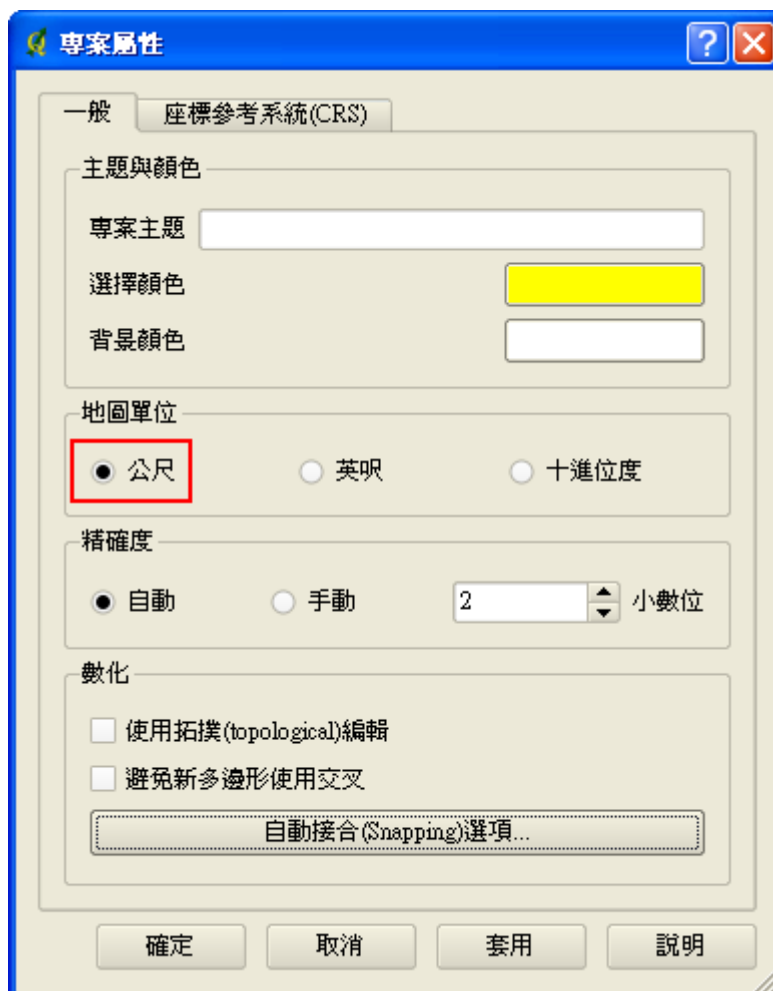 專案屬性
一般 座標參考系統(CRS)
主題與顏色
專案主題
選擇顏色
背景顏色
地圖單位
公尺 英呎 十進位度
精確度
自動 手動 2 小數位
數化
使用拓撲(topological)編輯
避免新多邊形使用交叉
自動接合(Snapping)選項...
確定 取消 套用 說明